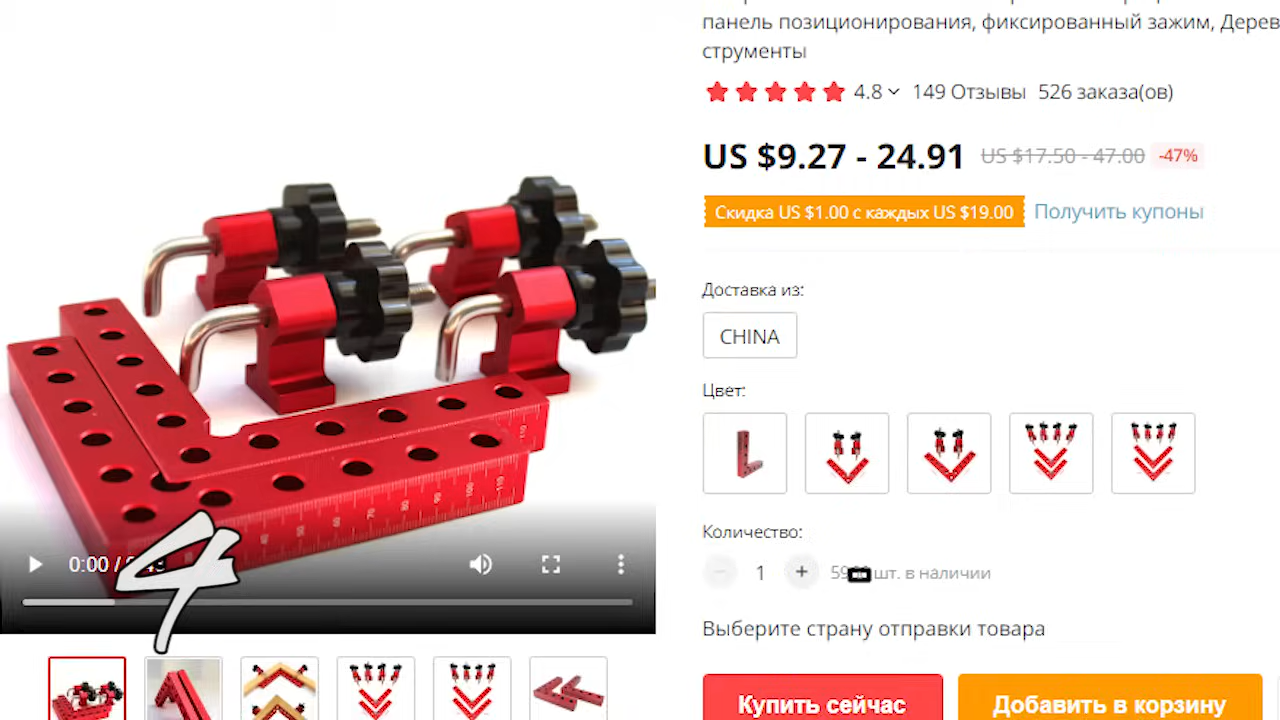 панель позиционирования, фиксированный зажим, Дерев
струменты
4.8 149 Отзывы 526 заказа(ов)
US $9.27 - 24.91 US $17.50 - 47.00 -47%
Скидка US $1.00 с каждых US $19.00 Получить купоны
Доставка из:
CHINA
Цвет:
Количество:
1 шт. в наличии
Выберите страну отправки товара
Купить сейчас Добавить в корзину
0:00 /
4